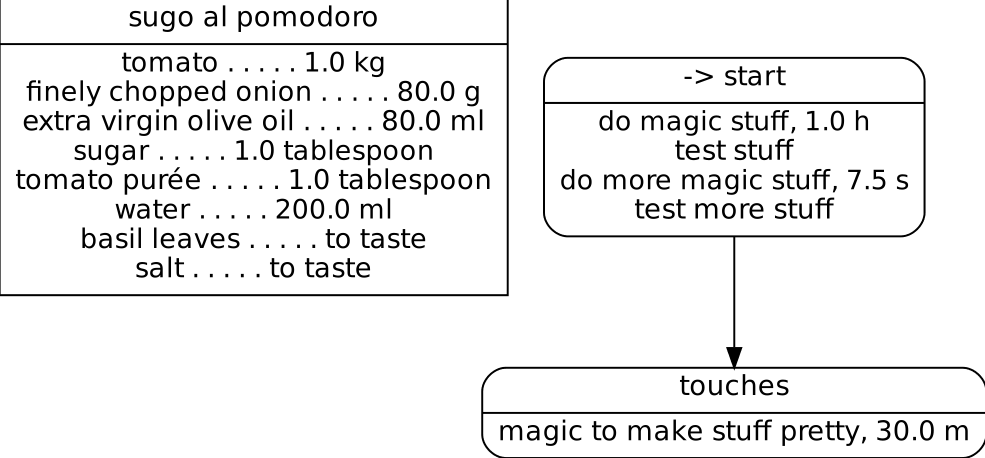 sugo al pomodoro
tomato . . . . . 1.0 kg
finely chopped onion . . . . . 80.0 g
extra virgin olive oil . . . . . 80.0 ml
sugar . . . . . 1.0 tablespoon
tomato purée . . . . . 1.0 tablespoon
water . . . . . 200.0 ml
basil leaves . . . . . to taste
salt . . . . . to taste
-> start
do magic stuff, 1.0 h
test stuff
do more magic stuff, 7.5 s
test more stuff
touches
magic to make stuff pretty, 30.0 m